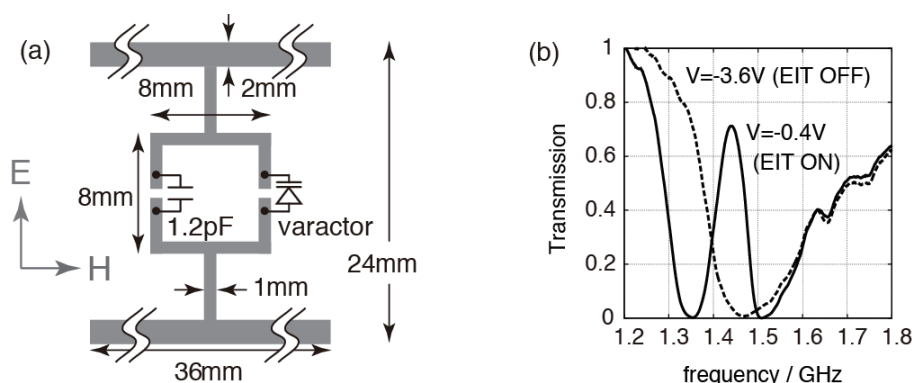 (a)
8mm
2mm
E
8mm
1.2pF
varactor
H
1mm
24mm
36mm
(b)
Transmission
1
0.8
0.6
0.4
0.2
0
V=-3.6V (EIT OFF)
V=-0.4V
(EIT ON)
1.2 1.3 1.4 1.5 1.6 1.7 1.8
frequency / GHz